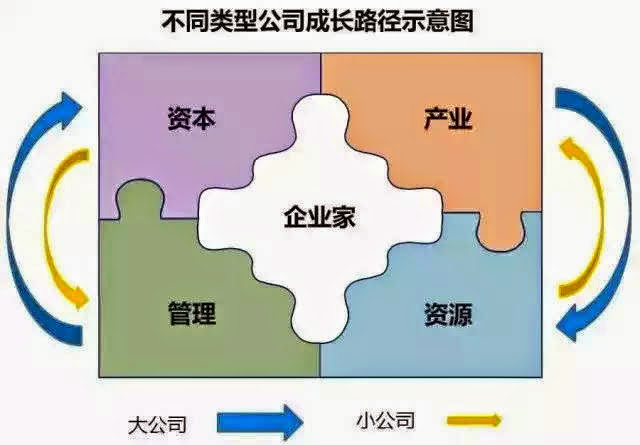 不同类型公司成长路径示意图
资本
产业
企业家
管理
资源
大公司
小公司